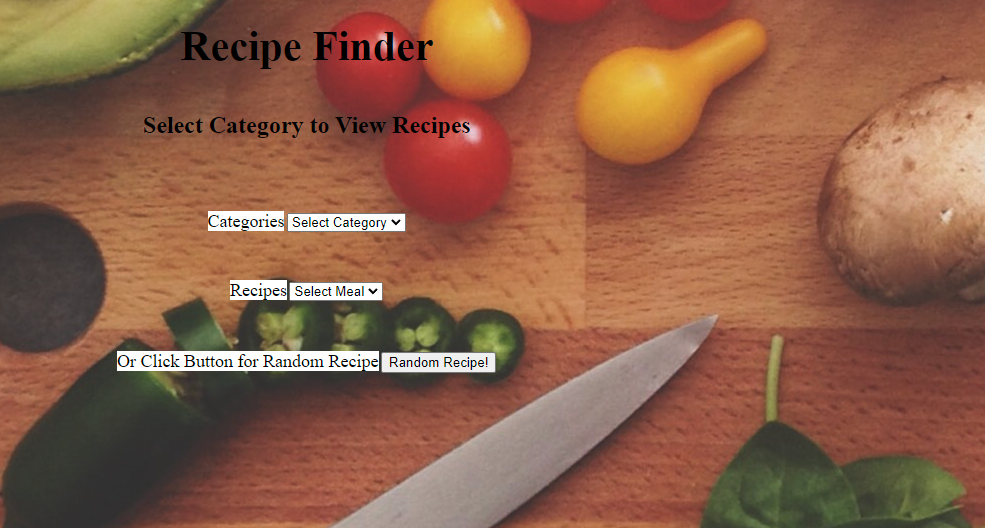 Recipe Finder
Select Category to View Recipes
Categories Select Category
Recipes Select Meal
Or Click Button for Random Recipe Random Recipe!